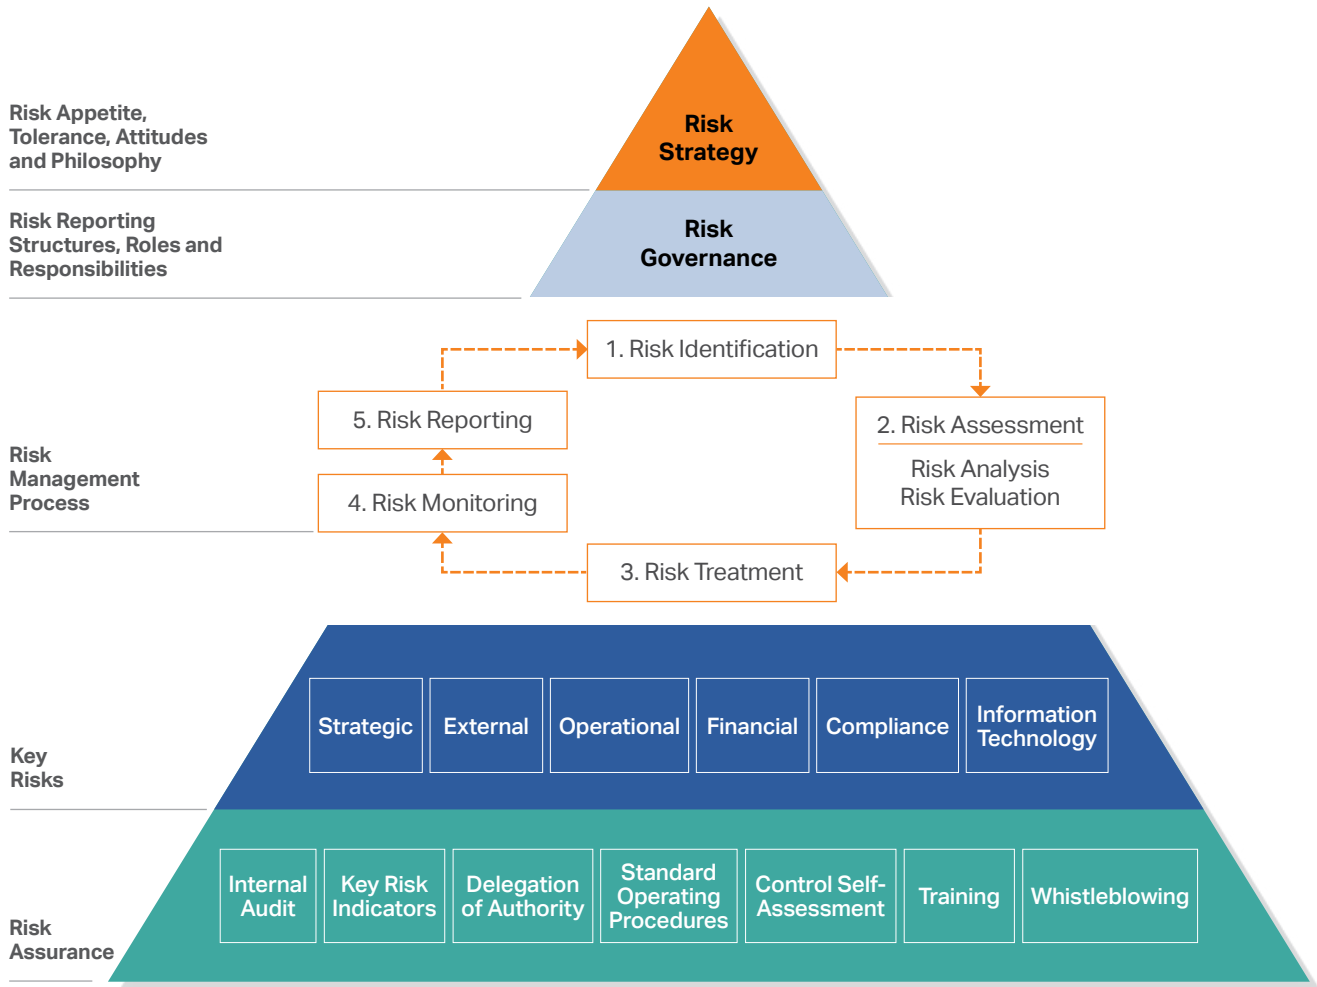 Risk Appetite,
Tolerance, Attitudes
and Philosophy
Risk
Strategy
Risk Reporting
Structures, Roles and
Responsibilities
Risk
Governance
Risk
Management
Process
1. Risk Identification
2. Risk Assessment
Risk Analysis
Risk Evaluation
3. Risk Treatment
4. Risk Monitoring
5. Risk Reporting
Key
Risks
Strategic
External
Operational
Financial
Compliance
Information
Technology
Risk
Assurance
Internal
Audit
Key Risk
Indicators
Delegation
of Authority
Standard
Operating
Procedures
Control Self-
Assessment
Training
Whistleblowing